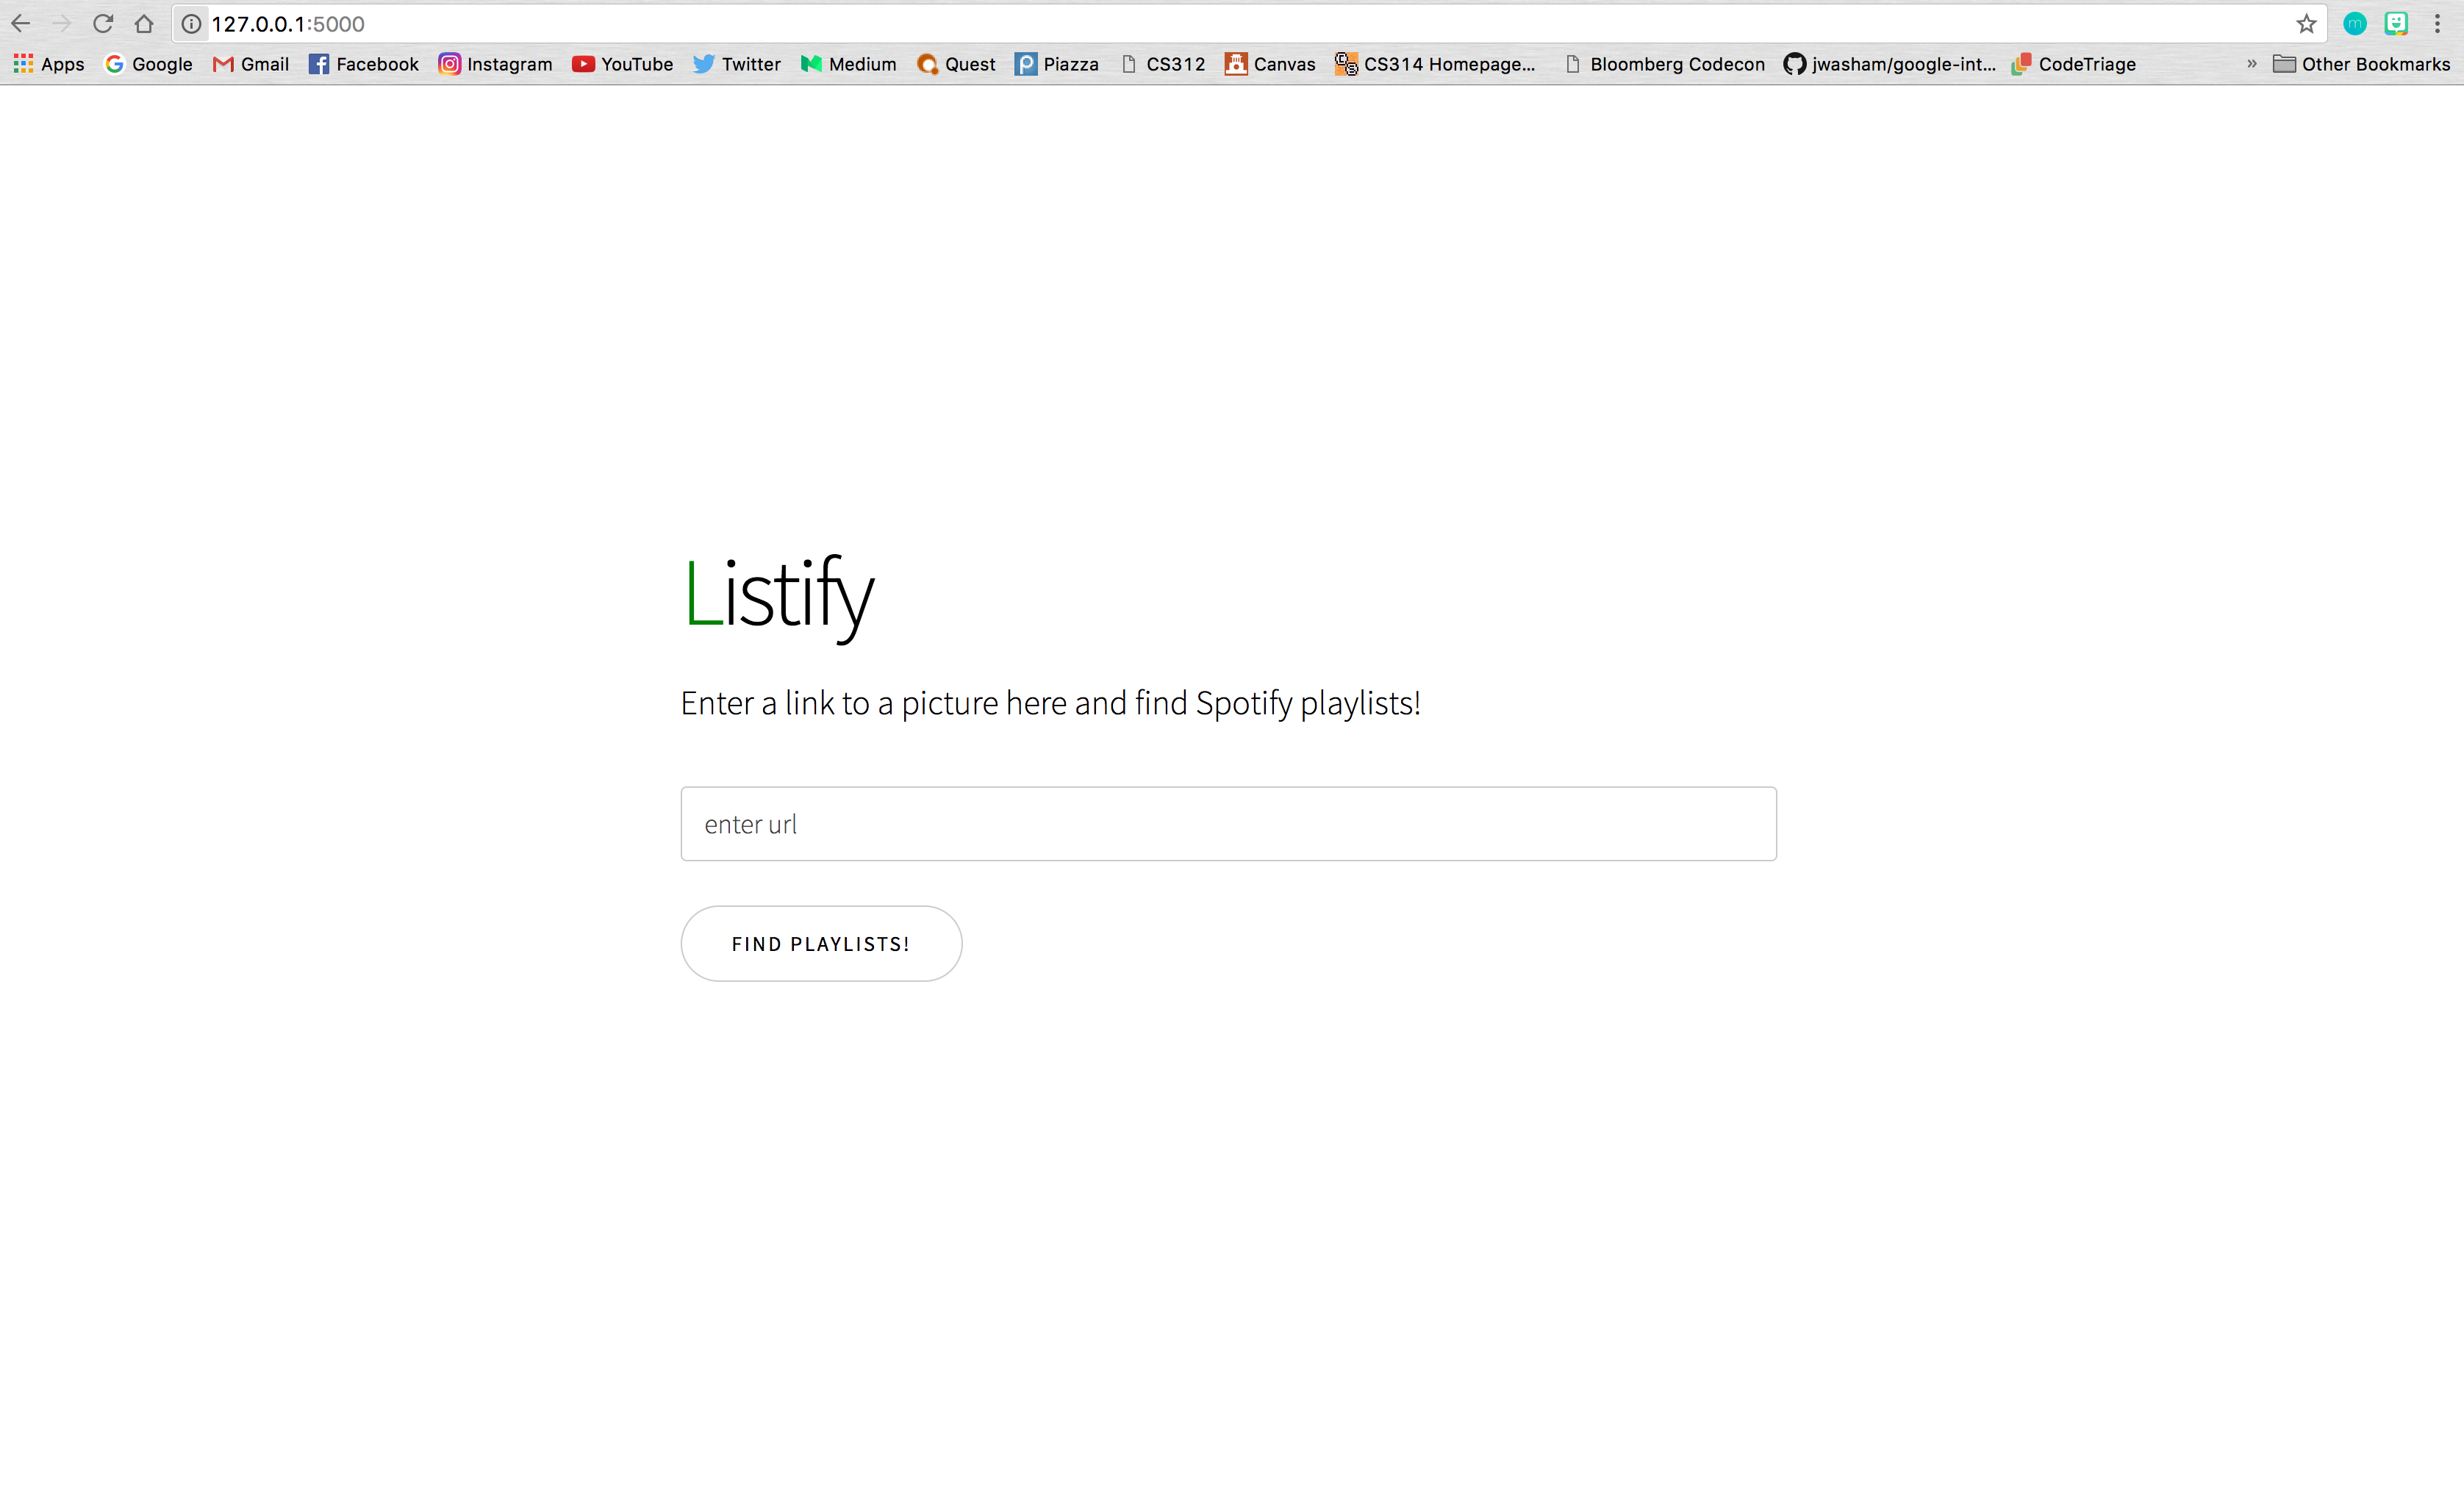 127.0.0.1:5000
Apps Google Gmail Facebook Instagram YouTube Twitter Medium Quest Piazza CS312 Canvas CS314 Homepage... Bloomberg Codecon jwasham/google-int... CodeTriage » Other Bookmarks
Listify
Enter a link to a picture here and find Spotify playlists!
enter url
FIND PLAYLISTS!